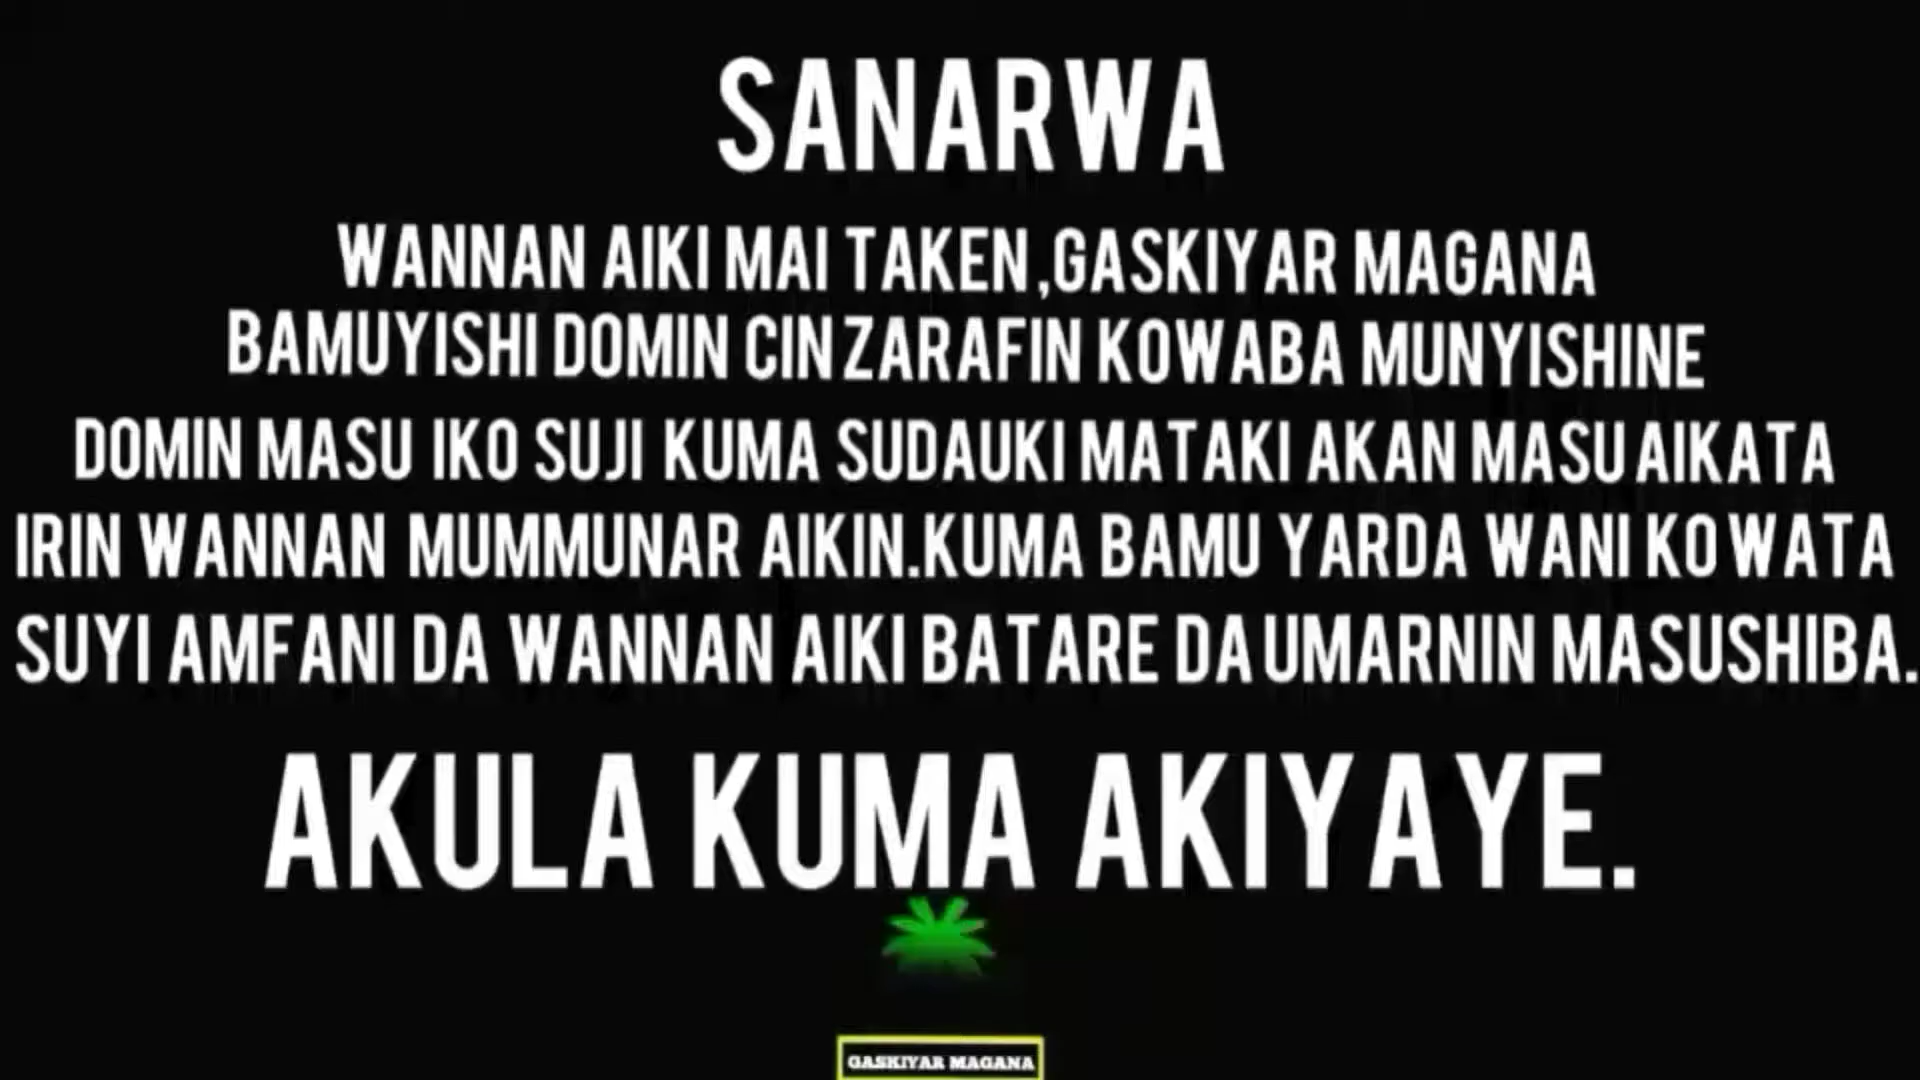 SANARWA
WANNAN AIKI MAI TAKEN,GASKIYAR MAGANA
BAMUYISHI DOMIN CIN ZARAFIN KOWABA MUNYISHINE
DOMIN MASU IKO SUJI KUMA SUDAUKI MATAKI AKAN MASU AIKATA
IRIN WANNAN MUMMUNAR AIKIN.KUMA BAMU YARDA WANI KO WATA
SUYI AMFANI DA WANNAN AIKI BATARE DA UMARNIN MASUSHIBA.
AKULA KUMA AKIYAYE.
GASKIYAR MAGANA